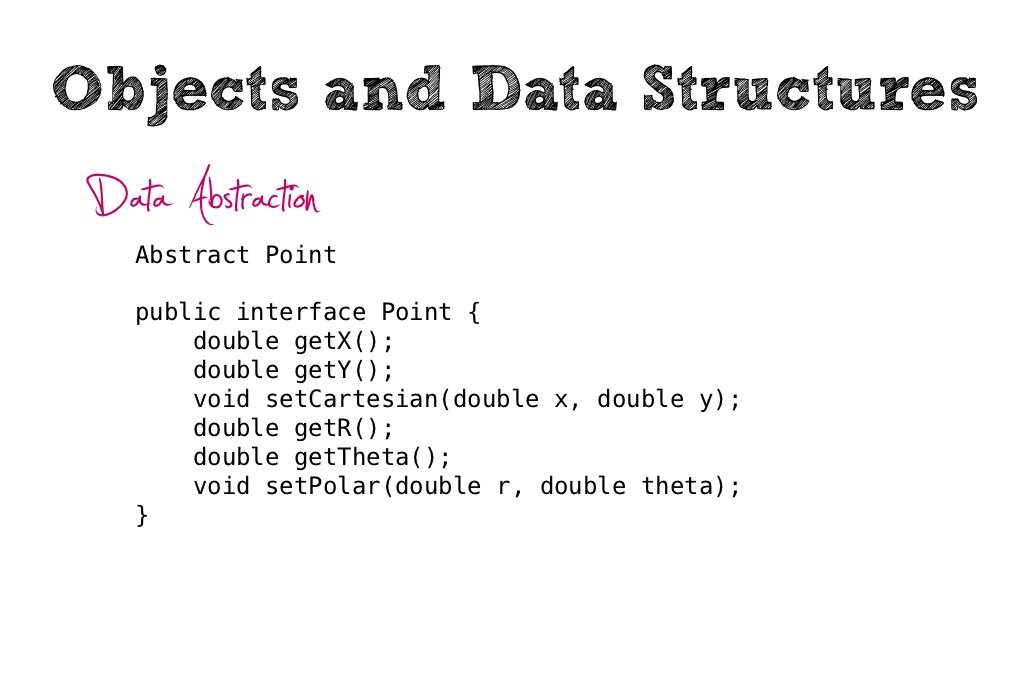 Objects and Data Structures
Data Abstraction
Abstract Point
public interface Point {
    double getX();
    double getY();
    void setCartesian(double x, double y);
    double getR();
    double getTheta();
    void setPolar(double r, double theta);
}